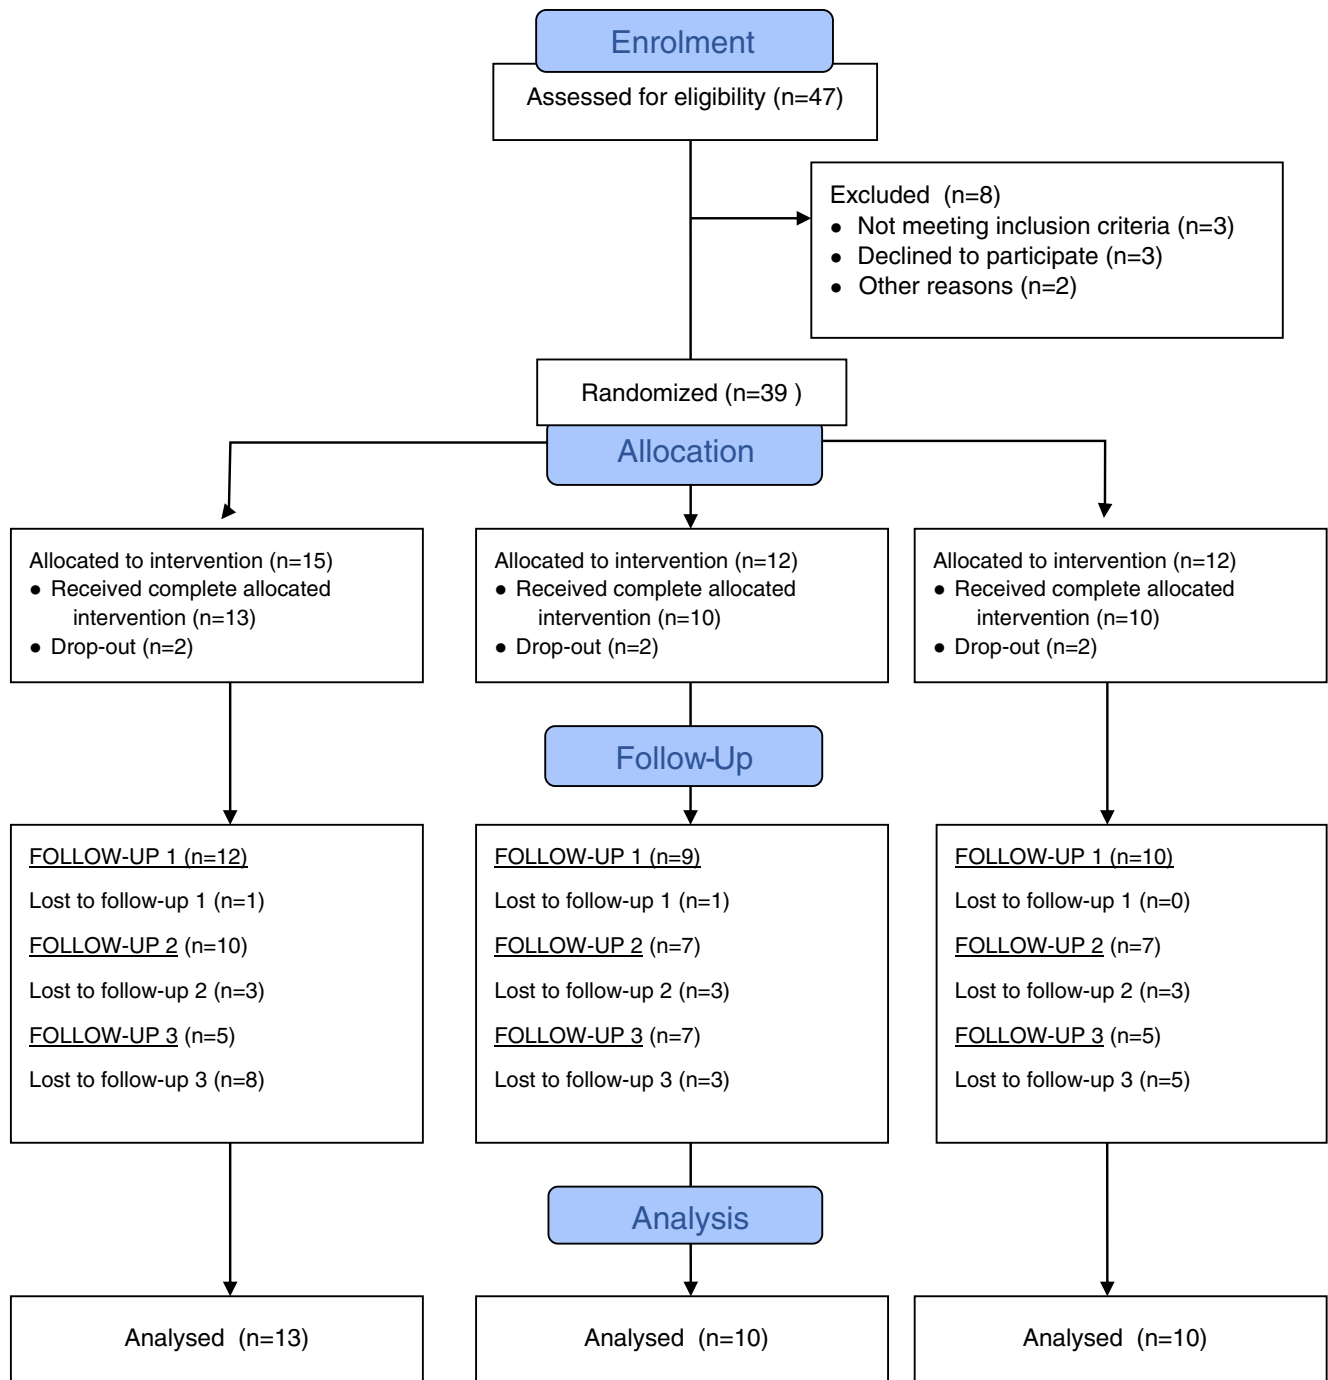 Enrolment
Assessed for eligibility (n=47)
Excluded (n=8)
● Not meeting inclusion criteria (n=3)
● Declined to participate (n=3)
● Other reasons (n=2)
Randomized (n=39 )
Allocation
Allocated to intervention (n=15)
● Received complete allocated
intervention (n=13)
● Drop-out (n=2)
Allocated to intervention (n=12)
● Received complete allocated
intervention (n=10)
● Drop-out (n=2)
Allocated to intervention (n=12)
● Received complete allocated
intervention (n=10)
● Drop-out (n=2)
Follow-Up
FOLLOW-UP 1 (n=12)
Lost to follow-up 1 (n=1)
FOLLOW-UP 2 (n=10)
Lost to follow-up 2 (n=3)
FOLLOW-UP 3 (n=5)
Lost to follow-up 3 (n=8)
FOLLOW-UP 1 (n=9)
Lost to follow-up 1 (n=1)
FOLLOW-UP 2 (n=7)
Lost to follow-up 2 (n=3)
FOLLOW-UP 3 (n=7)
Lost to follow-up 3 (n=3)
FOLLOW-UP 1 (n=10)
Lost to follow-up 1 (n=0)
FOLLOW-UP 2 (n=7)
Lost to follow-up 2 (n=3)
FOLLOW-UP 3 (n=5)
Lost to follow-up 3 (n=5)
Analysis
Analysed (n=13)
Analysed (n=10)
Analysed (n=10)